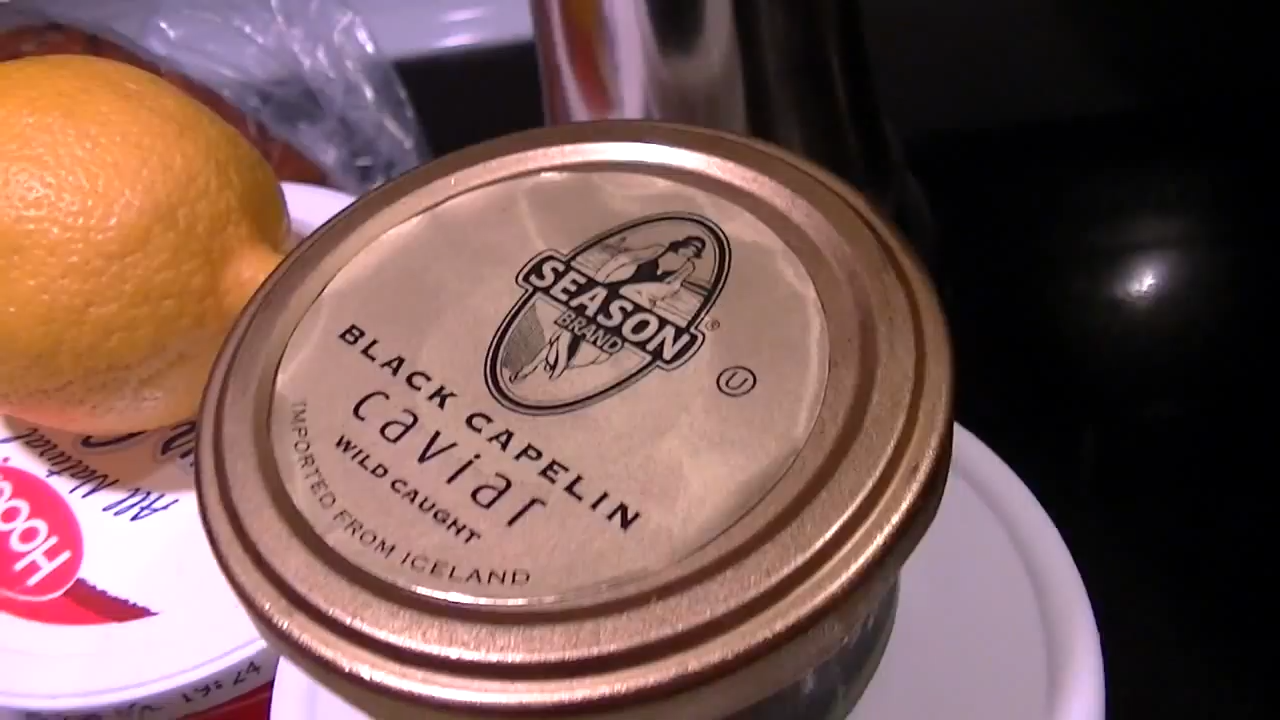 SEASON
BRAND
®
U
BLACK CAPELIN
caviar
WILD CAUGHT
IMPORTED FROM ICELAND
All Natural
Hood